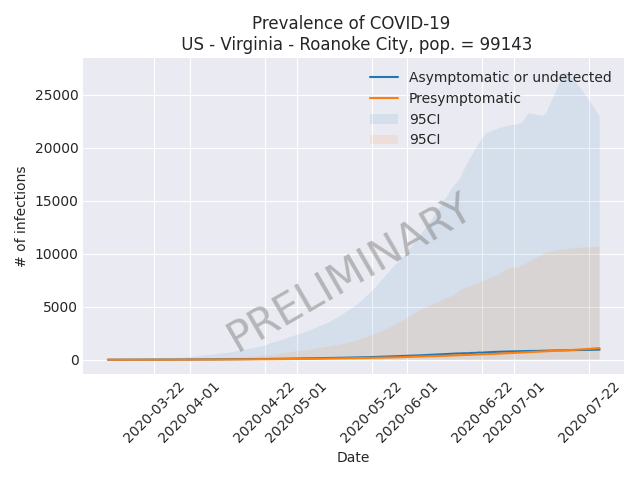 Prevalence of COVID-19
US - Virginia - Roanoke City, pop. = 99143
Asymptomatic or undetected
Presymptomatic
95CI
95CI
25000
20000
15000
10000
5000
0
# of infections
PRELIMINARY
2020-03-22
2020-04-01
2020-04-22
2020-05-01
2020-05-22
2020-06-01
2020-06-22
2020-07-01
2020-07-22
Date